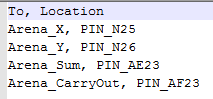 To, Location
Arena_X, PIN_N25
Arena_Y, PIN_N26
Arena_Sum, PIN_AE23
Arena_CarryOut, PIN_AF23